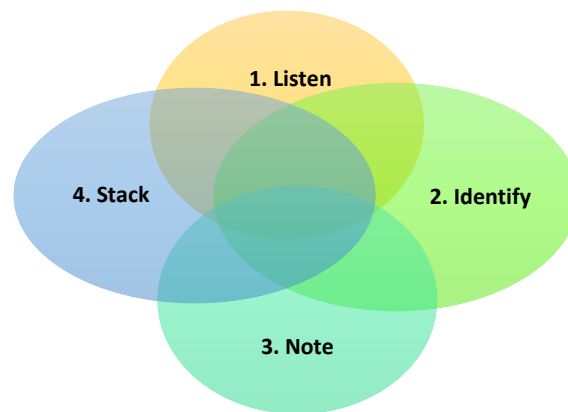 1. Listen
2. Identify
3. Note
4. Stack